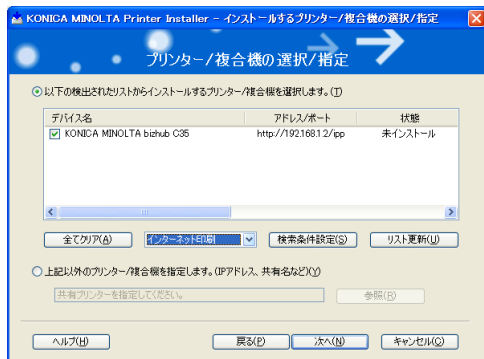 KONICA MINOLTA Printer Installer - インストールするプリンター/複合機の選択/指定
プリンター/複合機の選択/指定
以下の検出されたリストからインストールするプリンター/複合機を選択します。(T)
デバイス名 アドレス/ポート 状態
KONICA MINOLTA bizhub C35 http://192.168.1.2/ipp 未インストール
全てクリア(A) インターネット印刷 検索条件設定(S) リスト更新(U)
上記以外のプリンター/複合機を指定します。(IPアドレス、共有名など)(Y)
共有プリンターを指定してください。 参照(R)
ヘルプ(H) 戻る(P) 次へ(N) キャンセル(C)